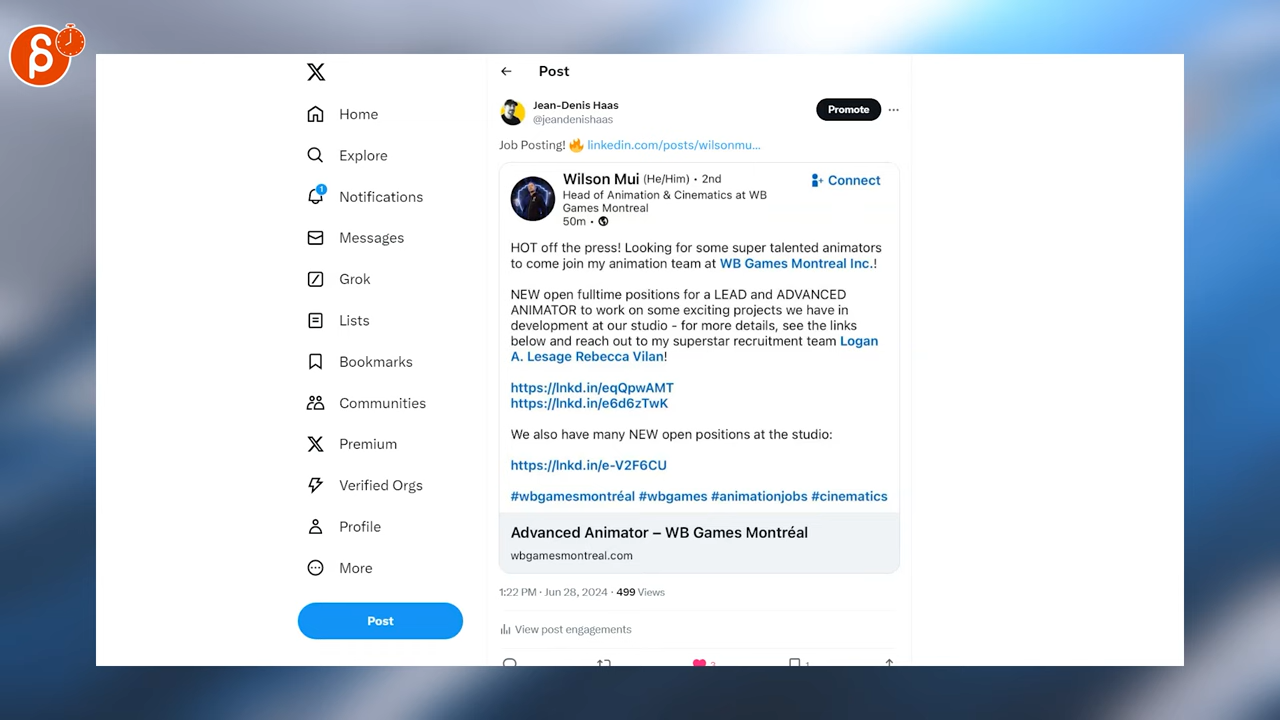 Post
Jean-Denis Haas
@jeandenishaas
Promote
Job Posting! 🔥 linkedin.com/posts/wilsonmu...
Wilson Mui (He/Him) • 2nd
Connect
Head of Animation & Cinematics at WB
Games Montreal
50m •
HOT off the press! Looking for some super talented animators
to come join my animation team at WB Games Montreal Inc.!
NEW open fulltime positions for a LEAD and ADVANCED
ANIMATOR to work on some exciting projects we have in
development at our studio - for more details, see the links
below and reach out to my superstar recruitment team Logan
A. Lesage Rebecca Vilan!
https://lnkd.in/eqQpwAMT
https://lnkd.in/e6d6zTwK
We also have many NEW open positions at the studio:
https://lnkd.in/e-V2F6CU
#wbgamesmontréal #wbgames #animationjobs #cinematics
Advanced Animator – WB Games Montréal
wbgamesmontreal.com
1:22 PM · Jun 28, 2024 · 499 Views
View post engagements
Home
Explore
1
Notifications
Messages
Grok
Lists
Bookmarks
Communities
Premium
Verified Orgs
Profile
More
Post